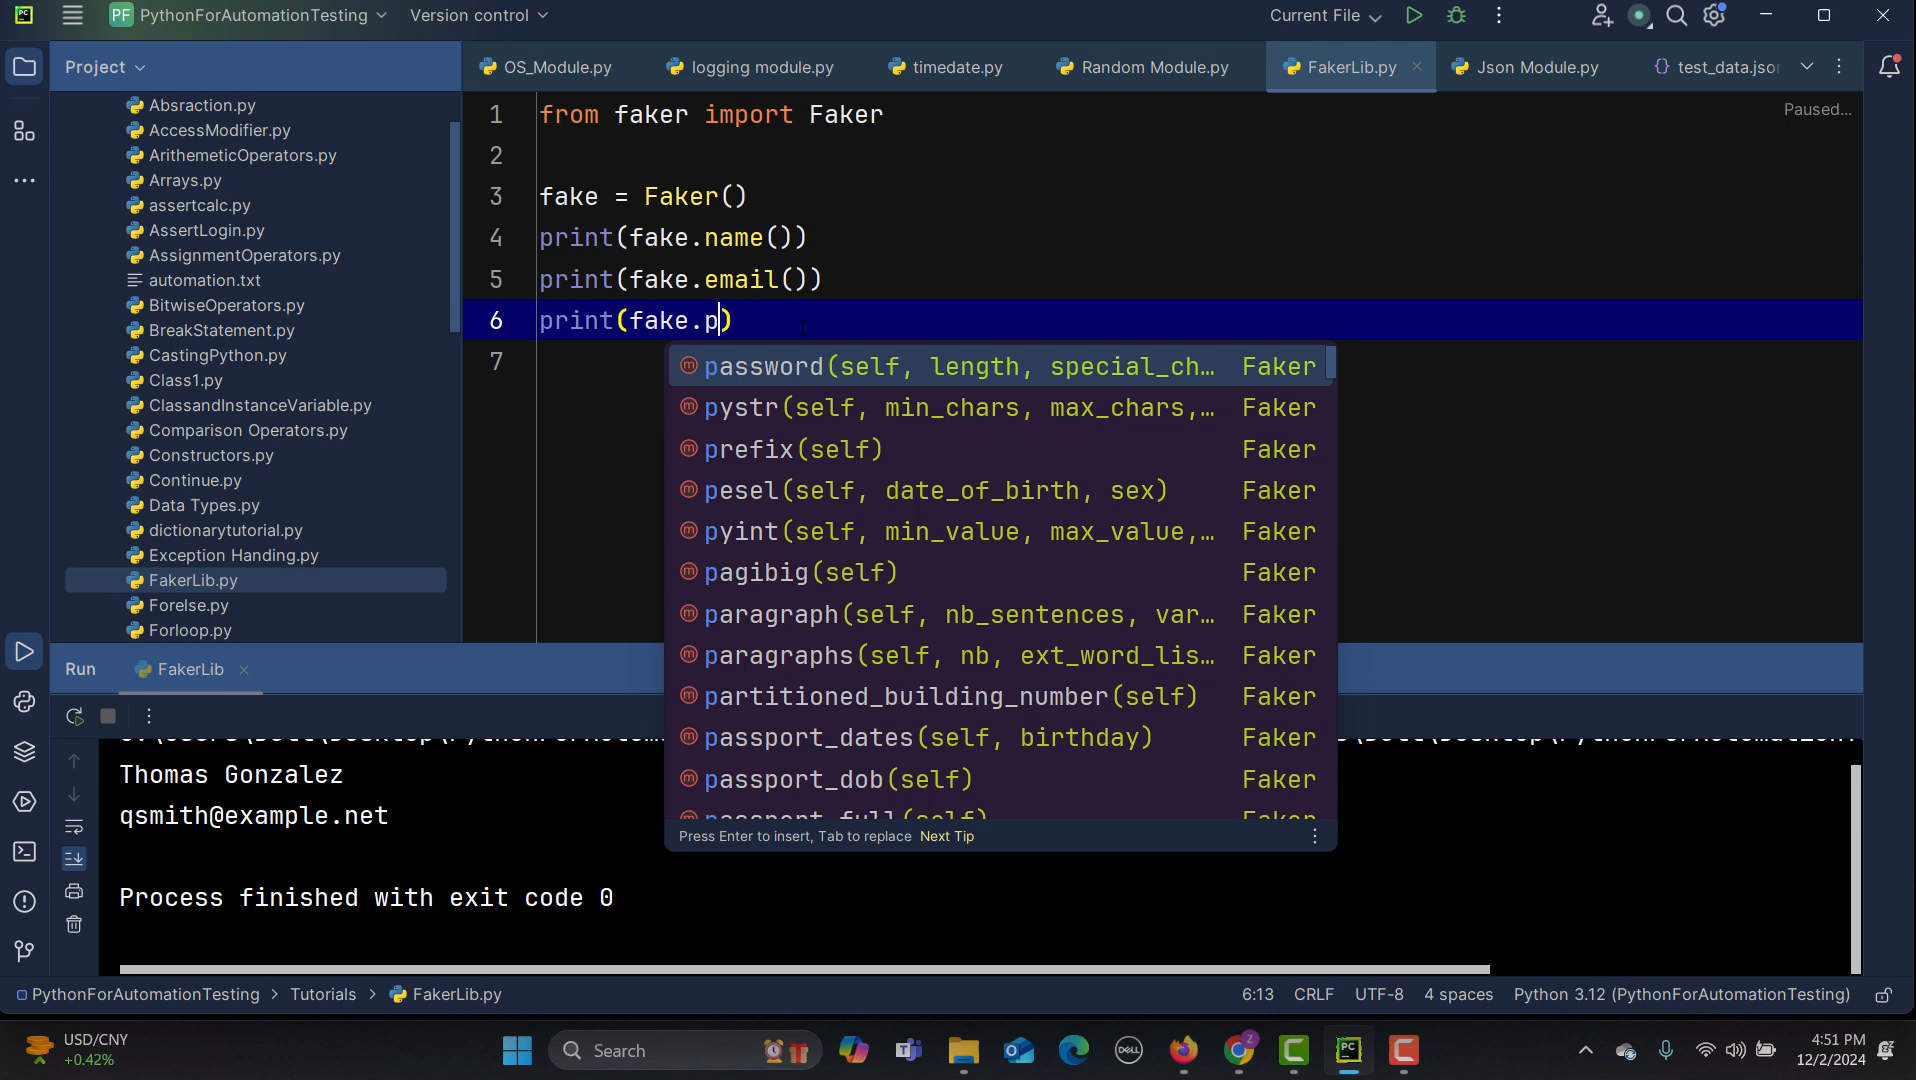 PC
PF PythonForAutomationTesting
Version control
Current File
Project
OS_Module.py
logging module.py
timedate.py
Random Module.py
FakerLib.py
Json Module.py
test_data.json
Absraction.py
AccessModifier.py
ArithemeticOperators.py
Arrays.py
assertcalc.py
AssertLogin.py
AssignmentOperators.py
automation.txt
BitwiseOperators.py
BreakStatement.py
CastingPython.py
Class1.py
ClassandInstanceVariable.py
Comparison Operators.py
Constructors.py
Continue.py
Data Types.py
dictionarytutorial.py
Exception Handing.py
FakerLib.py
Forelse.py
Forloop.py
Paused...
1 from faker import Faker
2
3 fake = Faker()
4 print(fake.name())
5 print(fake.email())
6 print(fake.p)
7
password(self, length, special_ch... Faker
pystr(self, min_chars, max_chars,... Faker
prefix(self) Faker
pesel(self, date_of_birth, sex) Faker
pyint(self, min_value, max_value,... Faker
pagibig(self) Faker
paragraph(self, nb_sentences, var... Faker
paragraphs(self, nb, ext_word_lis... Faker
partitioned_building_number(self) Faker
passport_dates(self, birthday) Faker
passport_dob(self) Faker
passport_full(self) Faker
Press Enter to insert, Tab to replace Next Tip
Run
FakerLib
Thomas Gonzalez
qsmith@example.net
Process finished with exit code 0
PythonForAutomationTesting > Tutorials > FakerLib.py
6:13 CRLF UTF-8 4 spaces Python 3.12 (PythonForAutomationTesting)
USD/CNY
+0.42%
Search
4:51 PM
12/2/2024